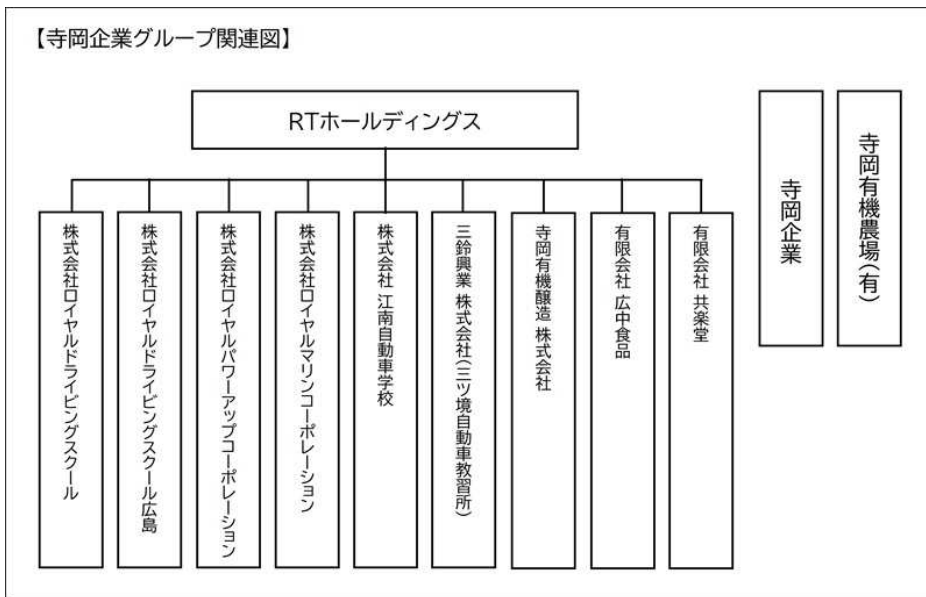 【寺岡企業グループ関連図】
RTホールディングス
株式会社ロイヤルドライビングスクール
株式会社ロイヤルドライビングスクール広島
株式会社ロイヤルパワーアップコーポレーション
株式会社ロイヤルマリンコーポレーション
株式会社 江南自動車学校
三鈴興業 株式会社(三ツ境自動車教習所)
寺岡有機醸造 株式会社
有限会社 広中食品
有限会社 共楽堂
寺岡企業
寺岡有機農場(有)